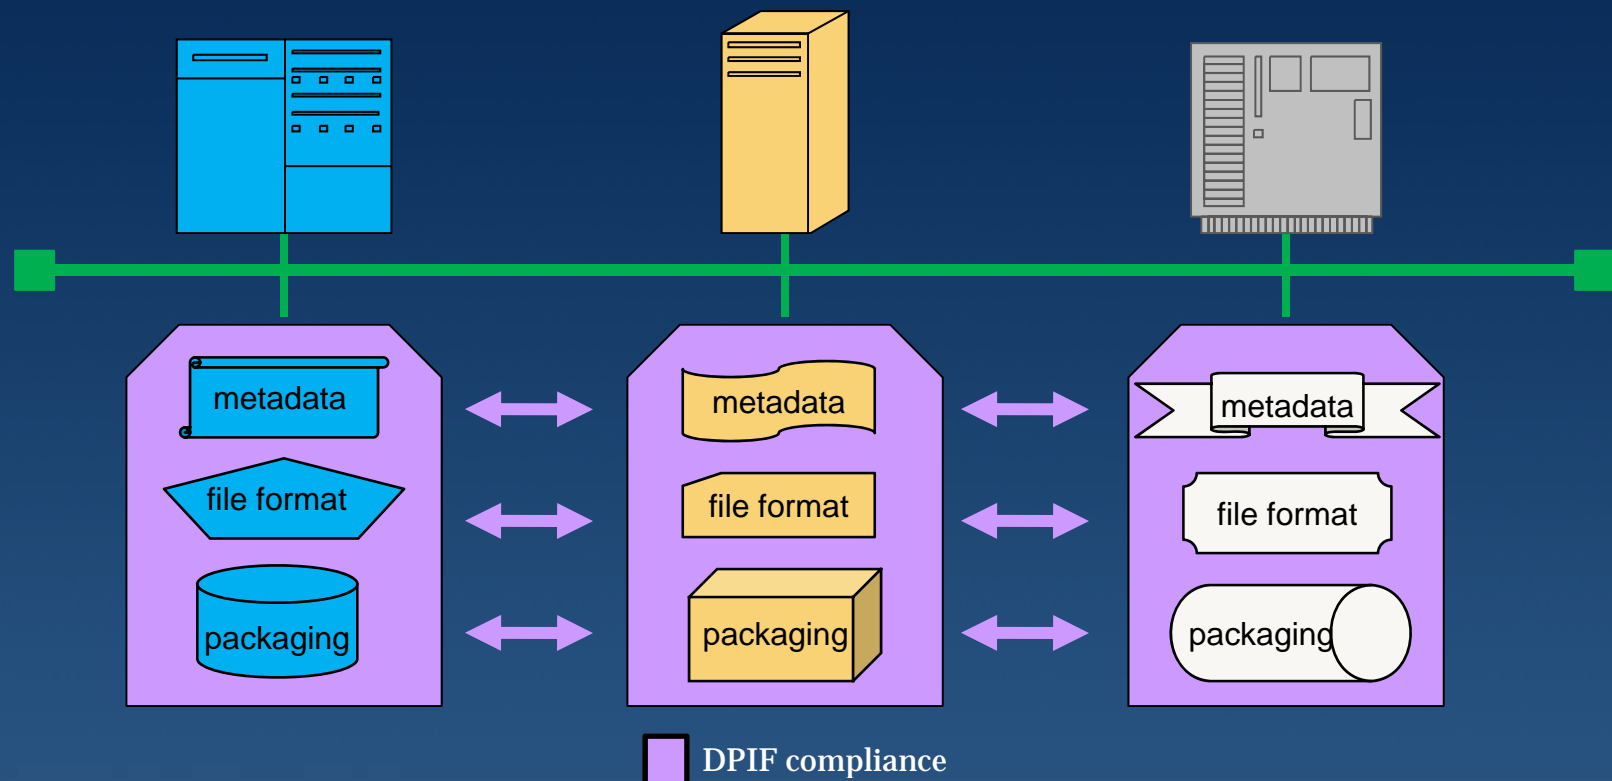 metadata
file format
packaging
metadata
file format
packaging
metadata
file format
packaging
DPIF compliance